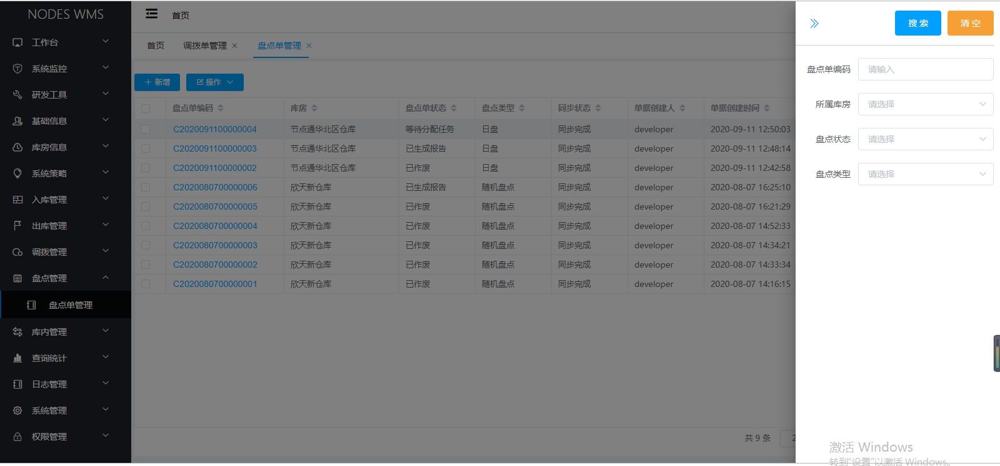 NODES WMS
工作台
系统监控
研发工具
基础信息
库房信息
系统策略
入库管理
出库管理
调拨管理
盘点管理
盘点单管理
库内管理
查询统计
日志管理
系统管理
权限管理
首页
首页 调拨单管理 盘点单管理
新增 操作
盘点单编码 库房 盘点单状态 盘点类型 同步状态 单据创建人 单据创建时间
C2020091100000004 节点通华北区仓库 等待分配任务 日盘 同步完成 developer 2020-09-11 12:50:03
C2020091100000003 节点通华北区仓库 已生成报告 日盘 同步完成 developer 2020-09-11 12:48:14
C2020091100000002 节点通华北区仓库 已作废 日盘 同步完成 developer 2020-09-11 12:42:58
C2020080700000006 欣天新仓库 已生成报告 随机盘点 同步完成 developer 2020-08-07 16:25:10
C2020080700000005 欣天新仓库 已作废 随机盘点 同步完成 developer 2020-08-07 16:21:29
C2020080700000004 欣天新仓库 已作废 随机盘点 同步完成 developer 2020-08-07 14:52:33
C2020080700000003 欣天新仓库 已作废 随机盘点 同步完成 developer 2020-08-07 14:34:21
C2020080700000002 欣天新仓库 已作废 随机盘点 同步完成 developer 2020-08-07 14:33:34
C2020080700000001 欣天新仓库 已作废 随机盘点 同步完成 developer 2020-08-07 14:16:15
共 9 条 2
搜 索 清 空
盘点单编码 请输入
所属库房 请选择
盘点状态 请选择
盘点类型 请选择
激活 Windows
转到“设置”以激活 Windows。